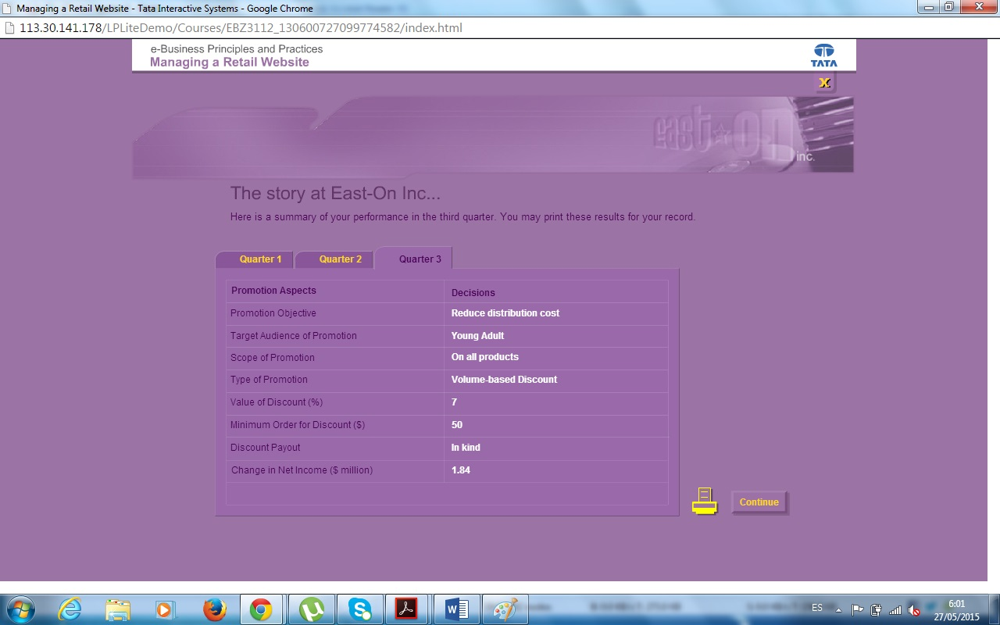 Managing a Retail Website - Tata Interactive Systems - Google Chrome
113.30.141.178/LPLiteDemo/Courses/EBZ3112_130600727099774582/index.html
e-Business Principles and Practices
Managing a Retail Website
TATA
X
east on
inc.
The story at East-On Inc...
Here is a summary of your performance in the third quarter. You may print these results for your record.
Quarter 1 Quarter 2 Quarter 3
Promotion Aspects Decisions
Promotion Objective Reduce distribution cost
Target Audience of Promotion Young Adult
Scope of Promotion On all products
Type of Promotion Volume-based Discount
Value of Discount (%) 7
Minimum Order for Discount ($) 50
Discount Payout In kind
Change in Net Income ($ million) 1.84
Continue
ES 6:01
27/05/2015